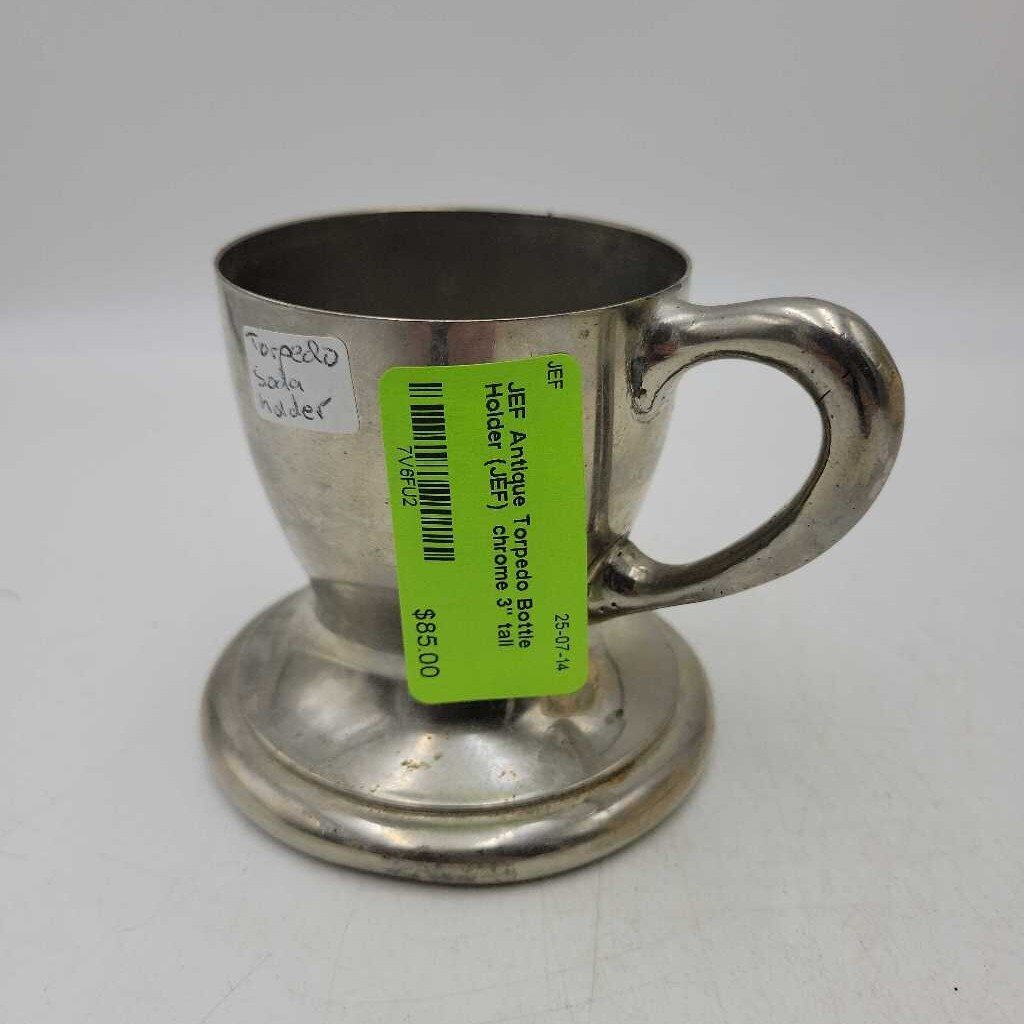 Torpedo
Soda
holder
JEF
25-07-14
JEF Antique Torpedo Bottle
Holder (JEF) chrome 3" tall
7V6FU2
$85.00